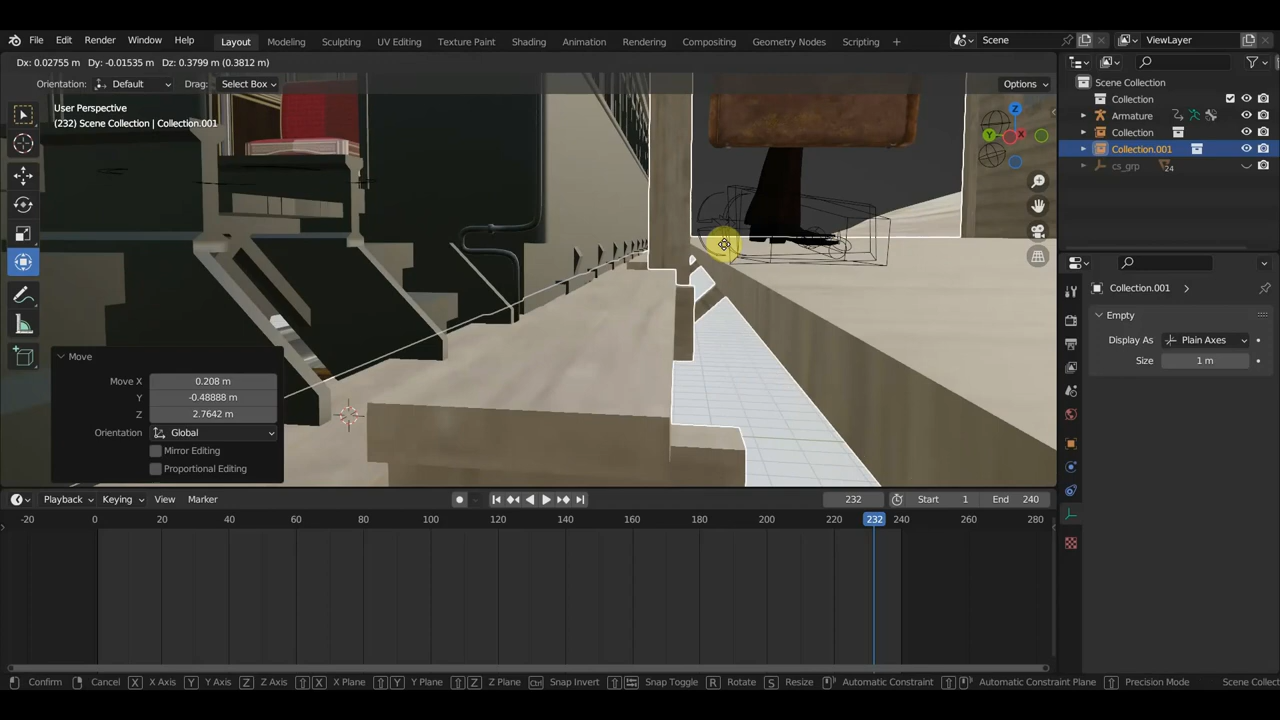 File Edit Render Window Help Layout Modeling Sculpting UV Editing Texture Paint Shading Animation Rendering Compositing Geometry Nodes Scripting + Scene ViewLayer
Dx: 0.02755 m Dy: -0.01535 m Dz: 0.3799 m (0.3812 m)
Orientation: Default Drag: Select Box Options
User Perspective
(232) Scene Collection | Collection.001
Z
Y
X
Scene Collection
Collection
Armature
Collection
Collection.001
cs_grp 24
Collection.001
Empty
Display As Plain Axes
Size 1 m
Move
Move X 0.208 m
Y -0.48888 m
Z 2.7642 m
Orientation Global
Mirror Editing
Proportional Editing
Playback Keying View Marker 232 Start 1 End 240
-20 0 20 40 60 80 100 120 140 160 180 200 220 232 240 260 280
Confirm Cancel X X Axis Y Y Axis Z Z Axis X X Plane Y Y Plane Z Z Plane Ctrl Snap Invert Snap Toggle R Rotate S Resize Automatic Constraint Automatic Constraint Plane Precision Mode Scene Collect